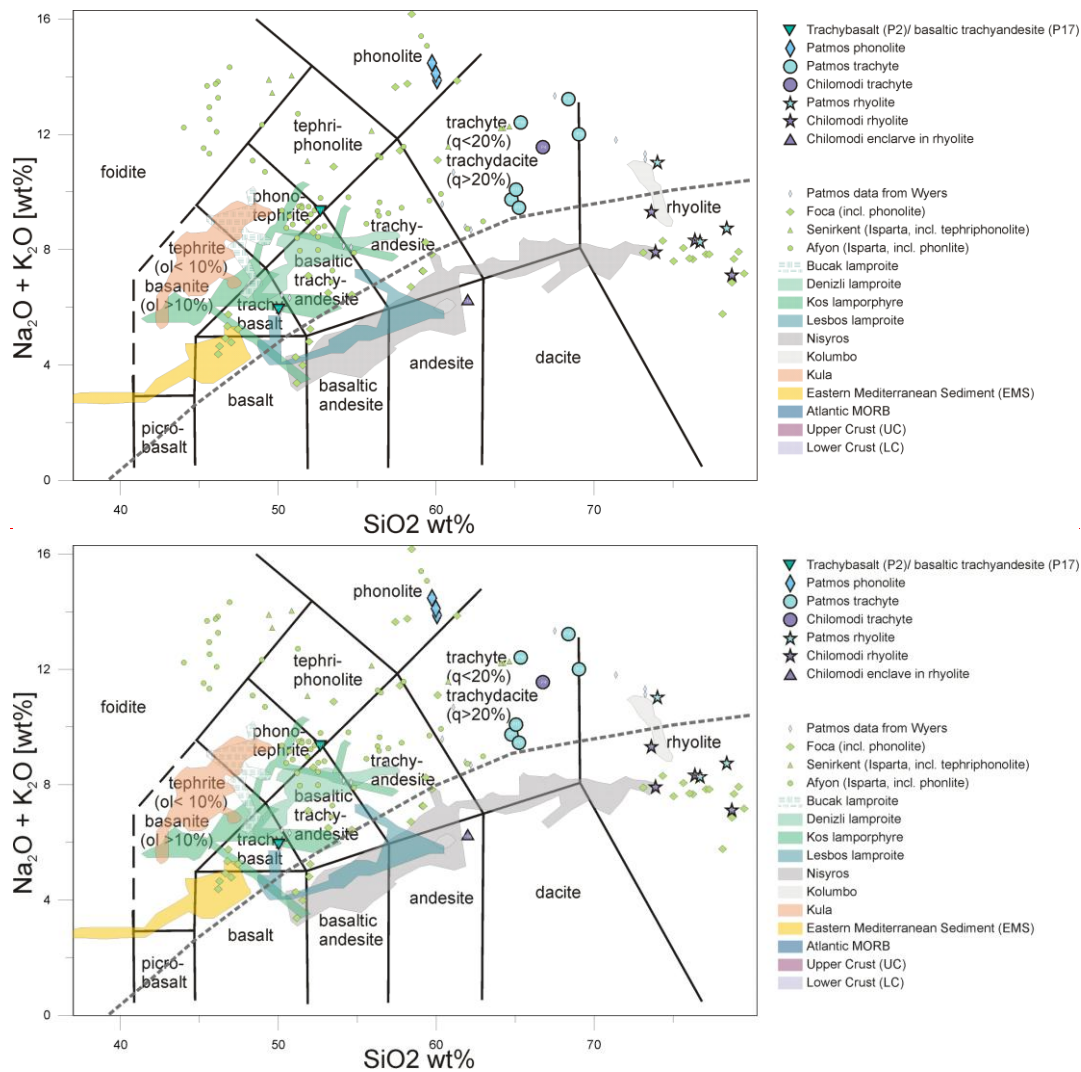 16
12
8
4
0
40
50
60
70
Na2O + K2O [wt%]
SiO2 wt%
phonolite
tephri-
phonolite
trachyte
(q<20%)
trachydacite
(q>20%)
foidite
phono-
tephrite
rhyolite
trachy-
andesite
tephrite
(ol< 10%)
basanite
(ol >10%)
basaltic
trachy-
andesite
trachy-
basalt
dacite
andesite
basalt
basaltic
andesite
picro-
basalt
Trachybasalt (P2)/ basaltic trachyandesite (P17)
Patmos phonolite
Patmos trachyte
Chilomodi trachyte
Patmos rhyolite
Chilomodi rhyolite
Chilomodi enclarve in rhyolite
Patmos data from Wyers
Foca (incl. phonolite)
Senirkent (Isparta, incl. tephriphonolite)
Afyon (Isparta, incl. phonlite)
Bucak lamproite
Denizli lamproite
Kos lamporphyre
Lesbos lamproite
Nisyros
Kolumbo
Kula
Eastern Mediterranean Sediment (EMS)
Atlantic MORB
Upper Crust (UC)
Lower Crust (LC)
16
12
8
4
0
40
50
60
70
Na2O + K2O [wt%]
SiO2 wt%
phonolite
tephri-
phonolite
trachyte
(q<20%)
trachydacite
(q>20%)
foidite
phono-
tephrite
rhyolite
trachy-
andesite
tephrite
(ol< 10%)
basanite
(ol >10%)
basaltic
trachy-
andesite
trachy-
basalt
dacite
andesite
basalt
basaltic
andesite
picro-
basalt
Trachybasalt (P2)/ basaltic trachyandesite (P17)
Patmos phonolite
Patmos trachyte
Chilomodi trachyte
Patmos rhyolite
Chilomodi rhyolite
Chilomodi enclarve in rhyolite
Patmos data from Wyers
Foca (incl. phonolite)
Senirkent (Isparta, incl. tephriphonolite)
Afyon (Isparta, incl. phonlite)
Bucak lamproite
Denizli lamproite
Kos lamporphyre
Lesbos lamproite
Nisyros
Kolumbo
Kula
Eastern Mediterranean Sediment (EMS)
Atlantic MORB
Upper Crust (UC)
Lower Crust (LC)